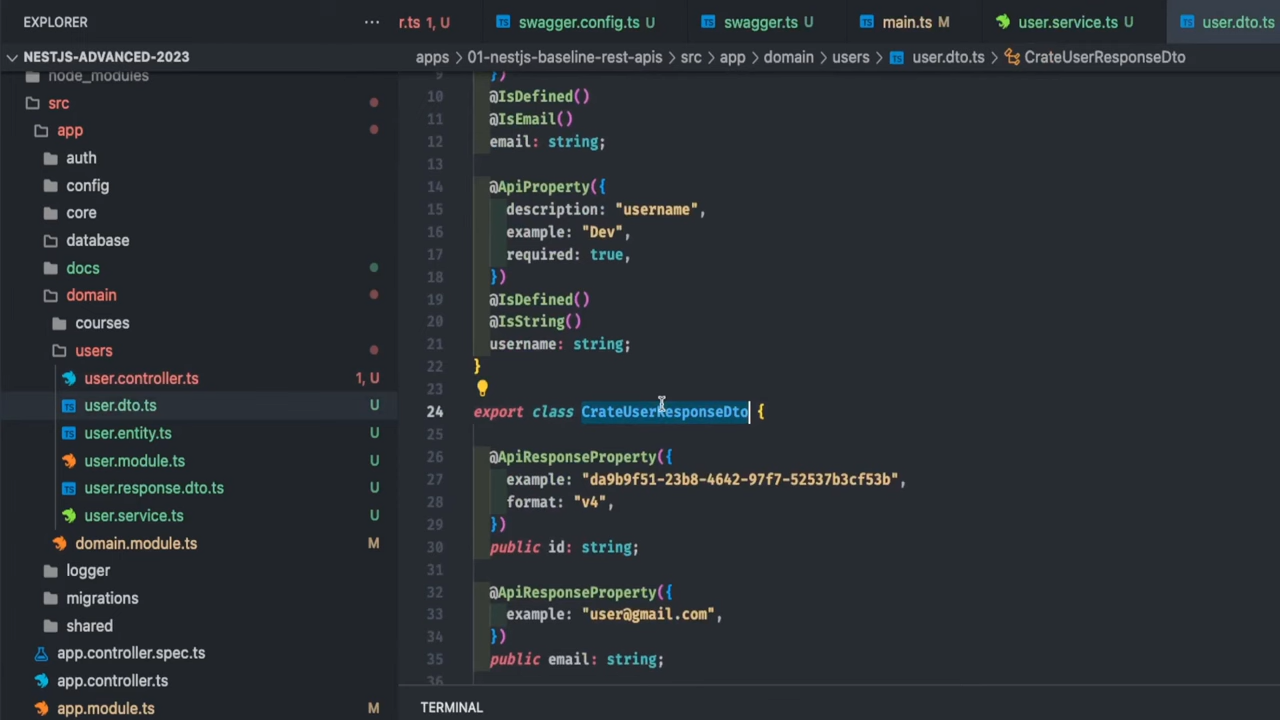 EXPLORER
···
r.ts 1, U
swagger.config.ts U
swagger.ts U
main.ts M
user.service.ts U
user.dto.ts
NESTJS-ADVANCED-2023
apps > 01-nestjs-baseline-rest-apis > src > app > domain > users > user.dto.ts > CrateUserResponseDto
node_modules
src
app
auth
config
core
database
docs
domain
courses
users
user.controller.ts 1, U
user.dto.ts U
user.entity.ts U
user.module.ts U
user.response.dto.ts U
user.service.ts U
domain.module.ts M
logger
migrations
shared
app.controller.spec.ts
app.controller.ts
app.module.ts M
9 })
10 @IsDefined()
11 @IsEmail()
12 email: string;
13
14 @ApiProperty({
15 description: "username",
16 example: "Dev",
17 required: true,
18 })
19 @IsDefined()
20 @IsString()
21 username: string;
22 }
23
24 export class CrateUserResponseDto {
25
26 @ApiResponseProperty({
27 example: "da9b9f51-23b8-4642-97f7-52537b3cf53b",
28 format: "v4",
29 })
30 public id: string;
31
32 @ApiResponseProperty({
33 example: "user@gmail.com",
34 })
35 public email: string;
36
TERMINAL